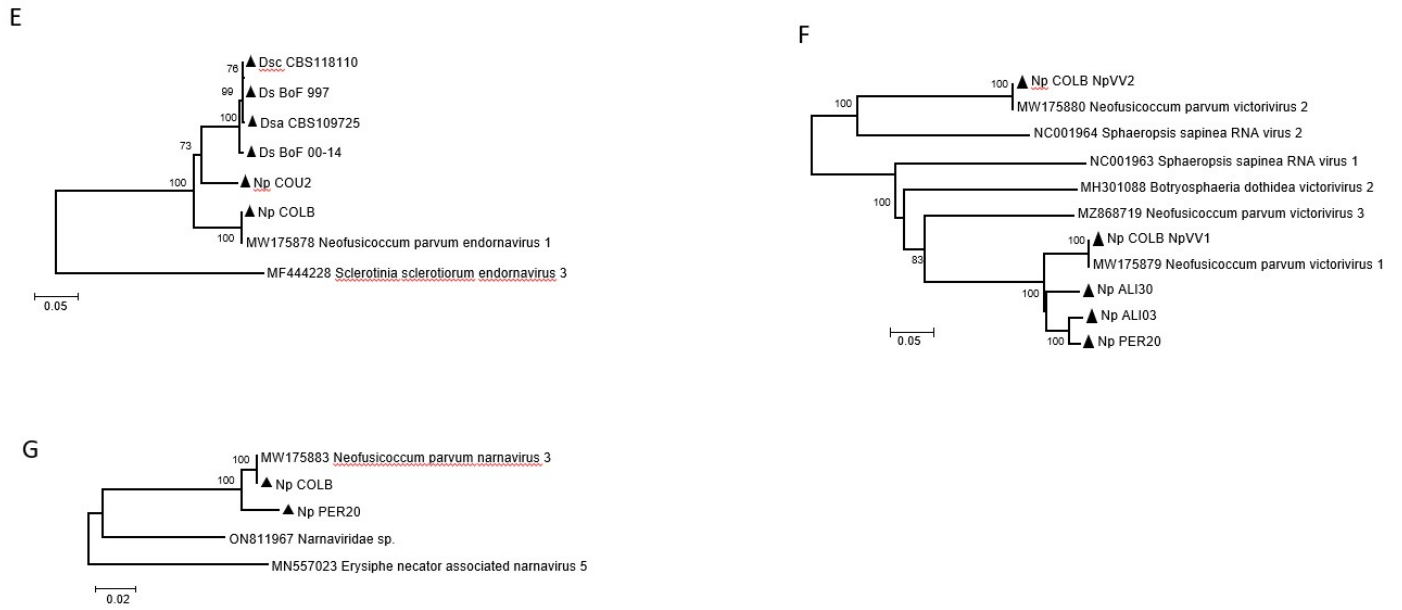 E
76
Dsc CBS118110
99
Ds BoF 997
100
Dsa CBS109725
Ds BoF 00-14
73
100
Np COU2
Np COLB
100
MW175878 Neofusicoccum parvum endornavirus 1
MF444228 Sclerotinia sclerotiorum endornavirus 3
0.05
F
100
Np COLB NpVV2
100
MW175880 Neofusicoccum parvum victorivirus 2
NC001964 Sphaeropsis sapinea RNA virus 2
NC001963 Sphaeropsis sapinea RNA virus 1
MH301088 Botryosphaeria dothidea victorivirus 2
100
MZ868719 Neofusicoccum parvum victorivirus 3
100
Np COLB NpVV1
83
MW175879 Neofusicoccum parvum victorivirus 1
100
Np ALI30
Np ALI03
100
Np PER20
0.05
G
100
MW175883 Neofusicoccum parvum narnavirus 3
100
Np COLB
Np PER20
ON811967 Narnaviridae sp.
MN557023 Erysiphe necator associated narnavirus 5
0.02